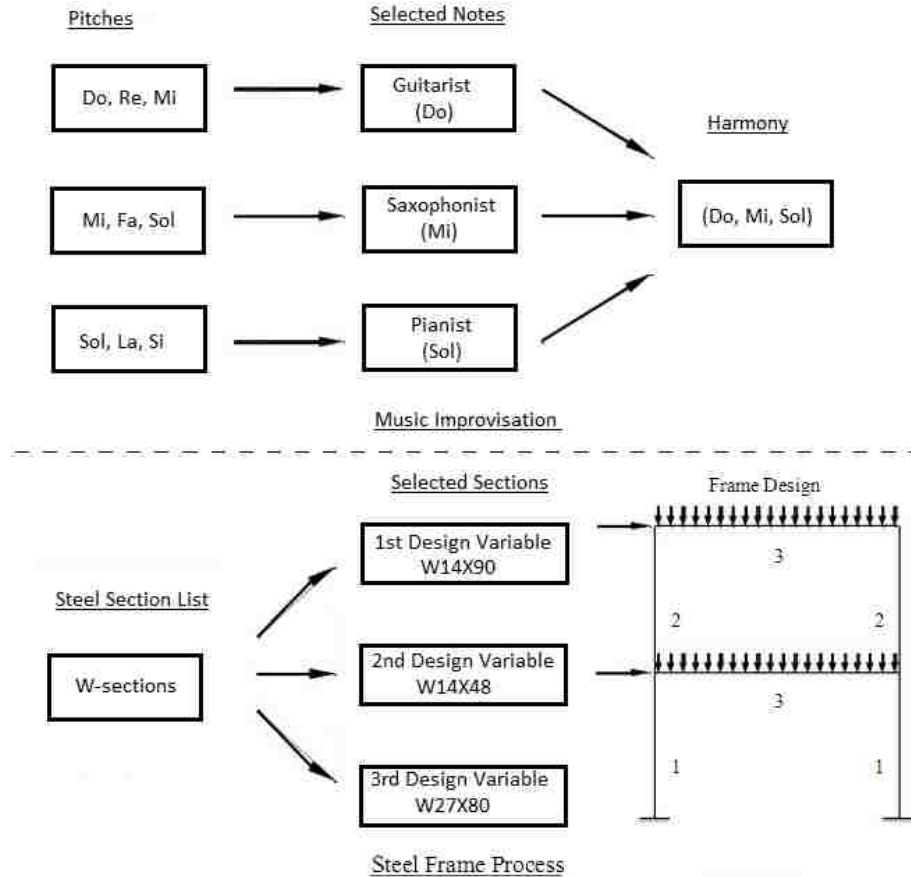 Pitches
Selected Notes
Do, Re, Mi
Guitarist
(Do)
Harmony
Mi, Fa, Sol
Saxophonist
(Mi)
(Do, Mi, Sol)
Sol, La, Si
Pianist
(Sol)
Music Improvisation
Selected Sections
Frame Design
1st Design Variable
W14X90
3
Steel Section List
2
2
W-sections
2nd Design Variable
W14X48
3
1
1
3rd Design Variable
W27X80
Steel Frame Process